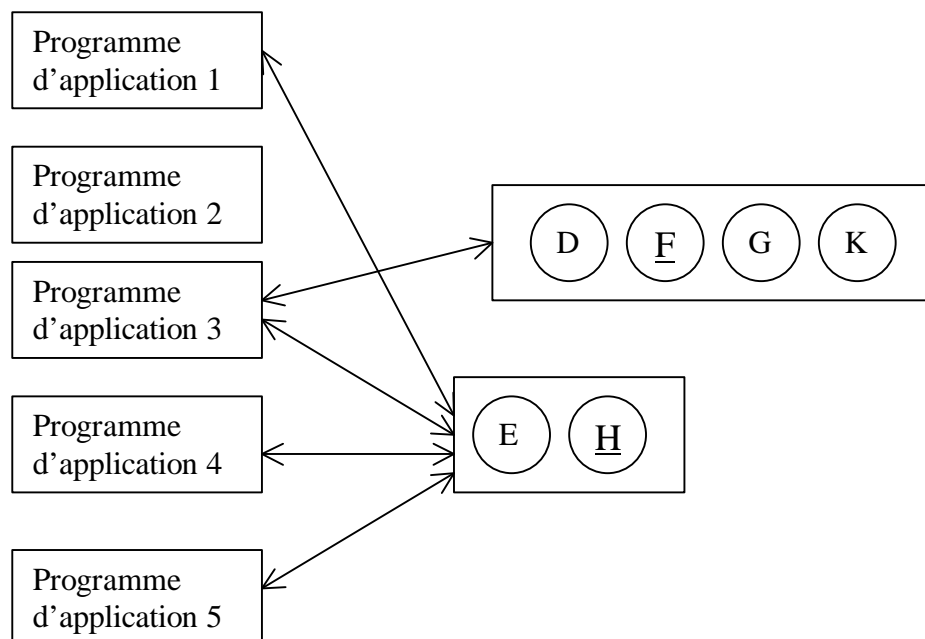 Programme
d’application 1
Programme
d’application 2
Programme
d’application 3
D F G K
Programme
d’application 4
E H
Programme
d’application 5